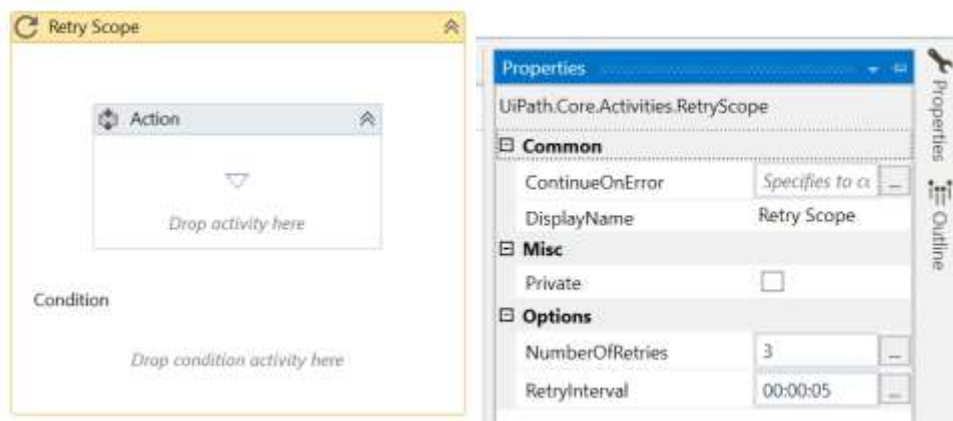 Retry Scope
Action
Drop activity here
Condition
Drop condition activity here
Properties
UiPath.Core.Activities.RetryScope
Common
ContinueOnError Specifies to co ...
DisplayName Retry Scope
Misc
Private
Options
NumberOfRetries 3 ...
RetryInterval 00:00:05 ...
Properties
Outline